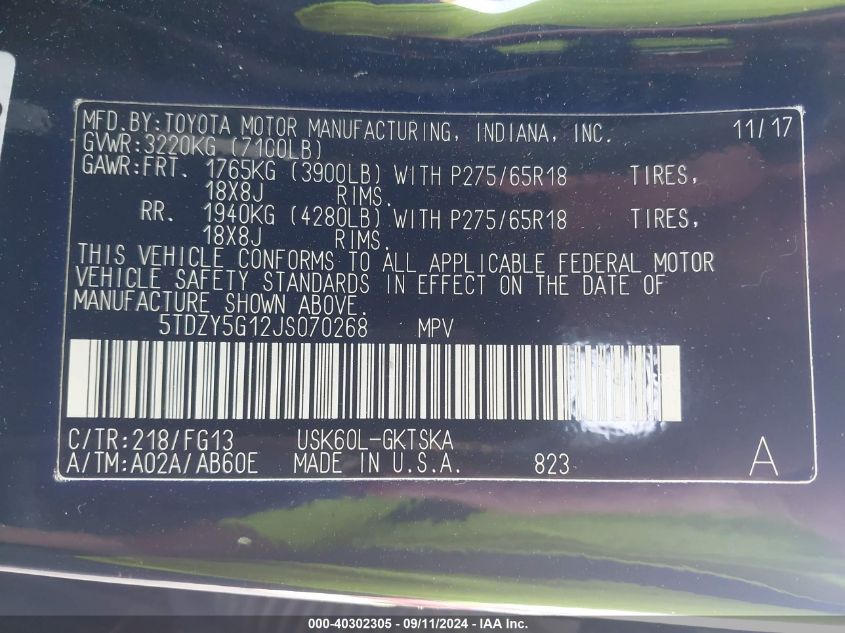 MFD.BY:TOYOTA MOTOR MANUFACTURING, INDIANA, INC. 11/17
GVWR:3220KG (7100LB)
GAWR:FRT. 1765KG (3900LB) WITH P275/65R18 TIRES,
18X8J RIMS.
RR. 1940KG (4280LB) WITH P275/65R18 TIRES,
18X8J RIMS.
THIS VEHICLE CONFORMS TO ALL APPLICABLE FEDERAL MOTOR
VEHICLE SAFETY STANDARDS IN EFFECT ON THE DATE OF
MANUFACTURE SHOWN ABOVE.
5TDZY5G12JS070268 MPV
C/TR:218/FG13 USK60L-GKTSKA
A/TM:A02A/AB60E MADE IN U.S.A. 823 A
000-40302305 - 09/11/2024 - IAA Inc.